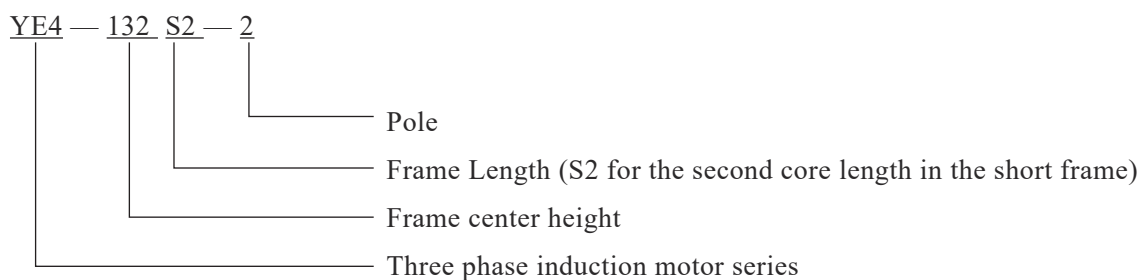 YE4 — 132 S2 — 2
Pole
Frame Length (S2 for the second core length in the short frame)
Frame center height
Three phase induction motor series